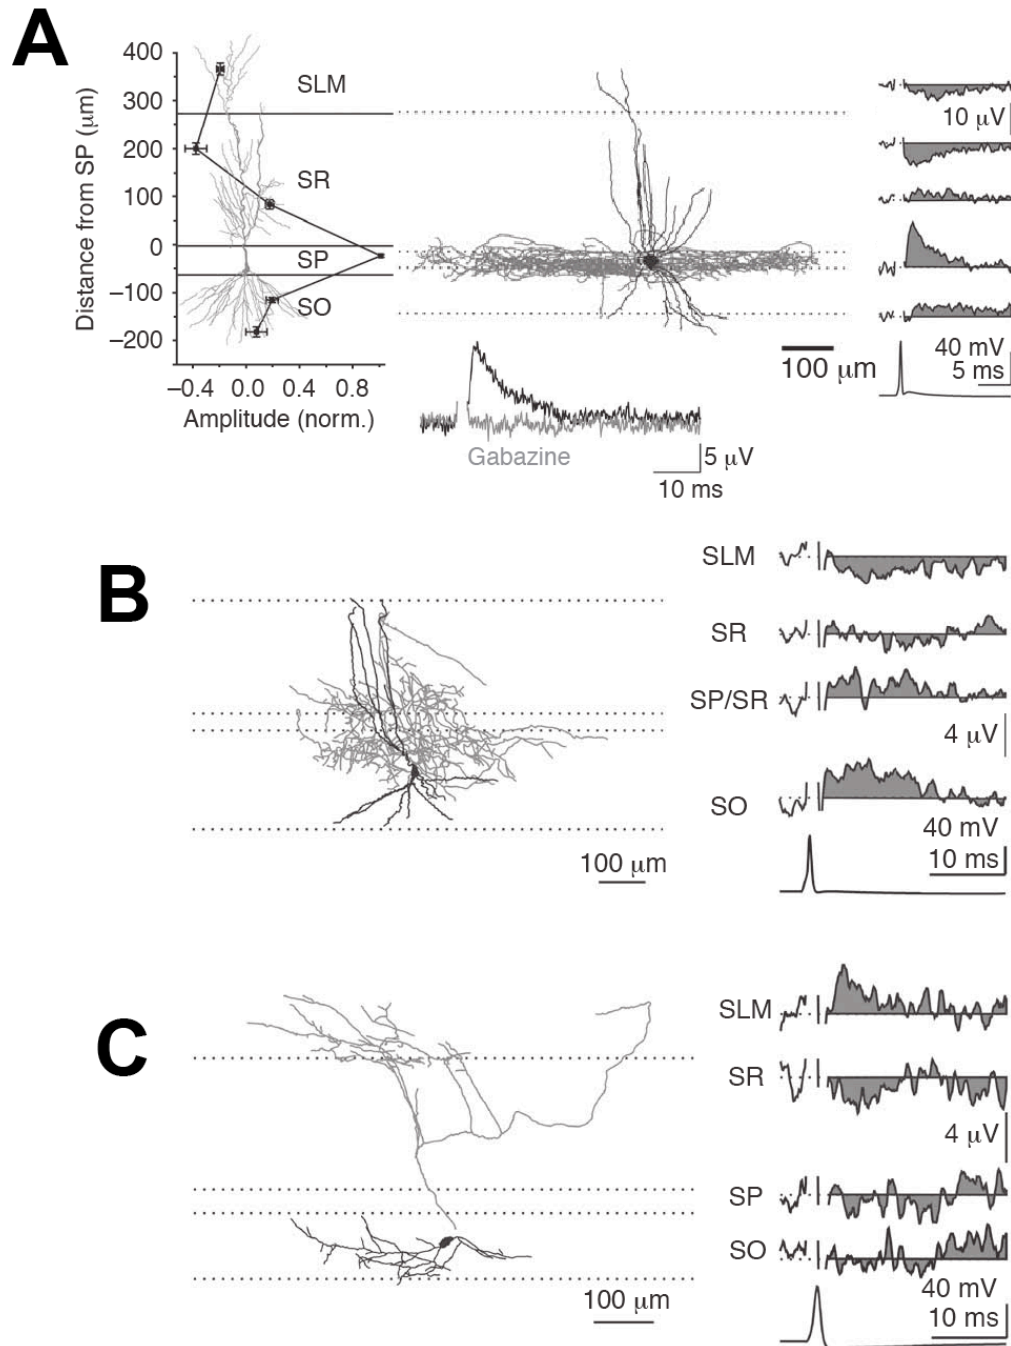 A
Distance from SP (μm)
400
300
200
100
0
−100
−200
SLM
SR
SP
SO
−0.4
0.0
0.4
0.8
Amplitude (norm.)
Gabazine
5 μV
10 ms
100 μm
10 μV
40 mV
5 ms
B
100 μm
SLM
SR
SP/SR
4 μV
SO
40 mV
10 ms
C
100 μm
SLM
SR
4 μV
SP
SO
40 mV
10 ms